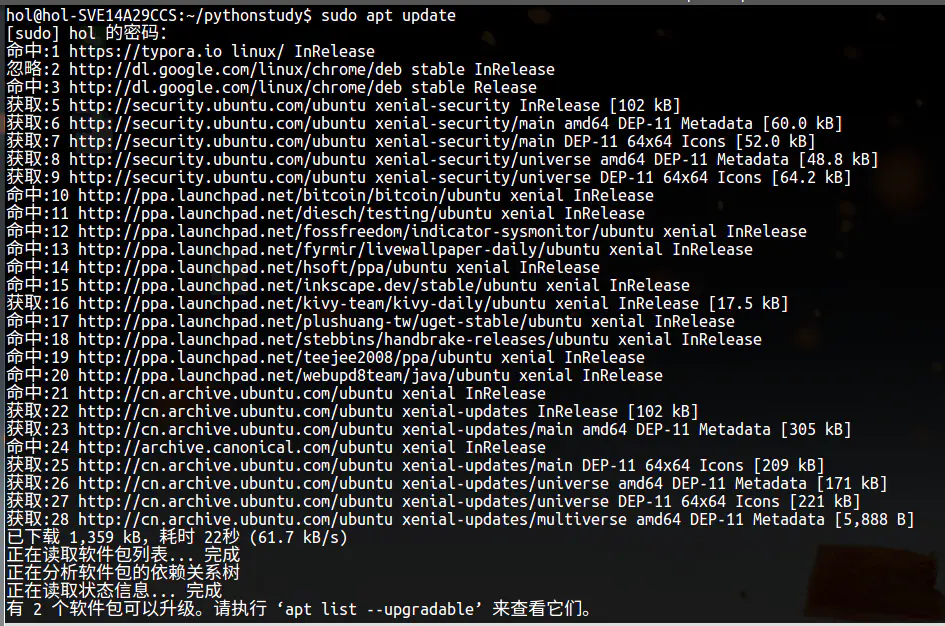 hol@hol-SVE14A29CCS:~/pythonstudy$ sudo apt update
[sudo] hol 的密码:
命中:1 https://typora.io linux/ InRelease
忽略:2 http://dl.google.com/linux/chrome/deb stable InRelease
命中:3 http://dl.google.com/linux/chrome/deb stable Release
获取:5 http://security.ubuntu.com/ubuntu xenial-security InRelease [102 kB]
获取:6 http://security.ubuntu.com/ubuntu xenial-security/main amd64 DEP-11 Metadata [60.0 kB]
获取:7 http://security.ubuntu.com/ubuntu xenial-security/main DEP-11 64x64 Icons [52.0 kB]
获取:8 http://security.ubuntu.com/ubuntu xenial-security/universe amd64 DEP-11 Metadata [48.8 kB]
获取:9 http://security.ubuntu.com/ubuntu xenial-security/universe DEP-11 64x64 Icons [64.2 kB]
命中:10 http://ppa.launchpad.net/bitcoin/bitcoin/ubuntu xenial InRelease
命中:11 http://ppa.launchpad.net/diesch/testing/ubuntu xenial InRelease
命中:12 http://ppa.launchpad.net/fossfreedom/indicator-sysmonitor/ubuntu xenial InRelease
命中:13 http://ppa.launchpad.net/fyrmir/livewallpaper-daily/ubuntu xenial InRelease
命中:14 http://ppa.launchpad.net/hsoft/ppa/ubuntu xenial InRelease
命中:15 http://ppa.launchpad.net/inkscape.dev/stable/ubuntu xenial InRelease
获取:16 http://ppa.launchpad.net/kivy-team/kivy-daily/ubuntu xenial InRelease [17.5 kB]
命中:17 http://ppa.launchpad.net/plushuang-tw/uget-stable/ubuntu xenial InRelease
命中:18 http://ppa.launchpad.net/stebbins/handbrake-releases/ubuntu xenial InRelease
命中:19 http://ppa.launchpad.net/teejee2008/ppa/ubuntu xenial InRelease
命中:20 http://ppa.launchpad.net/webupd8team/java/ubuntu xenial InRelease
命中:21 http://cn.archive.ubuntu.com/ubuntu xenial InRelease
获取:22 http://cn.archive.ubuntu.com/ubuntu xenial-updates InRelease [102 kB]
获取:23 http://cn.archive.ubuntu.com/ubuntu xenial-updates/main amd64 DEP-11 Metadata [305 kB]
命中:24 http://archive.canonical.com/ubuntu xenial InRelease
获取:25 http://cn.archive.ubuntu.com/ubuntu xenial-updates/main DEP-11 64x64 Icons [209 kB]
获取:26 http://cn.archive.ubuntu.com/ubuntu xenial-updates/universe amd64 DEP-11 Metadata [171 kB]
获取:27 http://cn.archive.ubuntu.com/ubuntu xenial-updates/universe DEP-11 64x64 Icons [221 kB]
获取:28 http://cn.archive.ubuntu.com/ubuntu xenial-updates/multiverse amd64 DEP-11 Metadata [5,888 B]
已下载 1,359 kB，耗时 22秒 (61.7 kB/s)
正在读取软件包列表... 完成
正在分析软件包的依赖关系树
正在读取状态信息... 完成
有 2 个软件包可以升级。请执行 ‘apt list --upgradable’ 来查看它们。